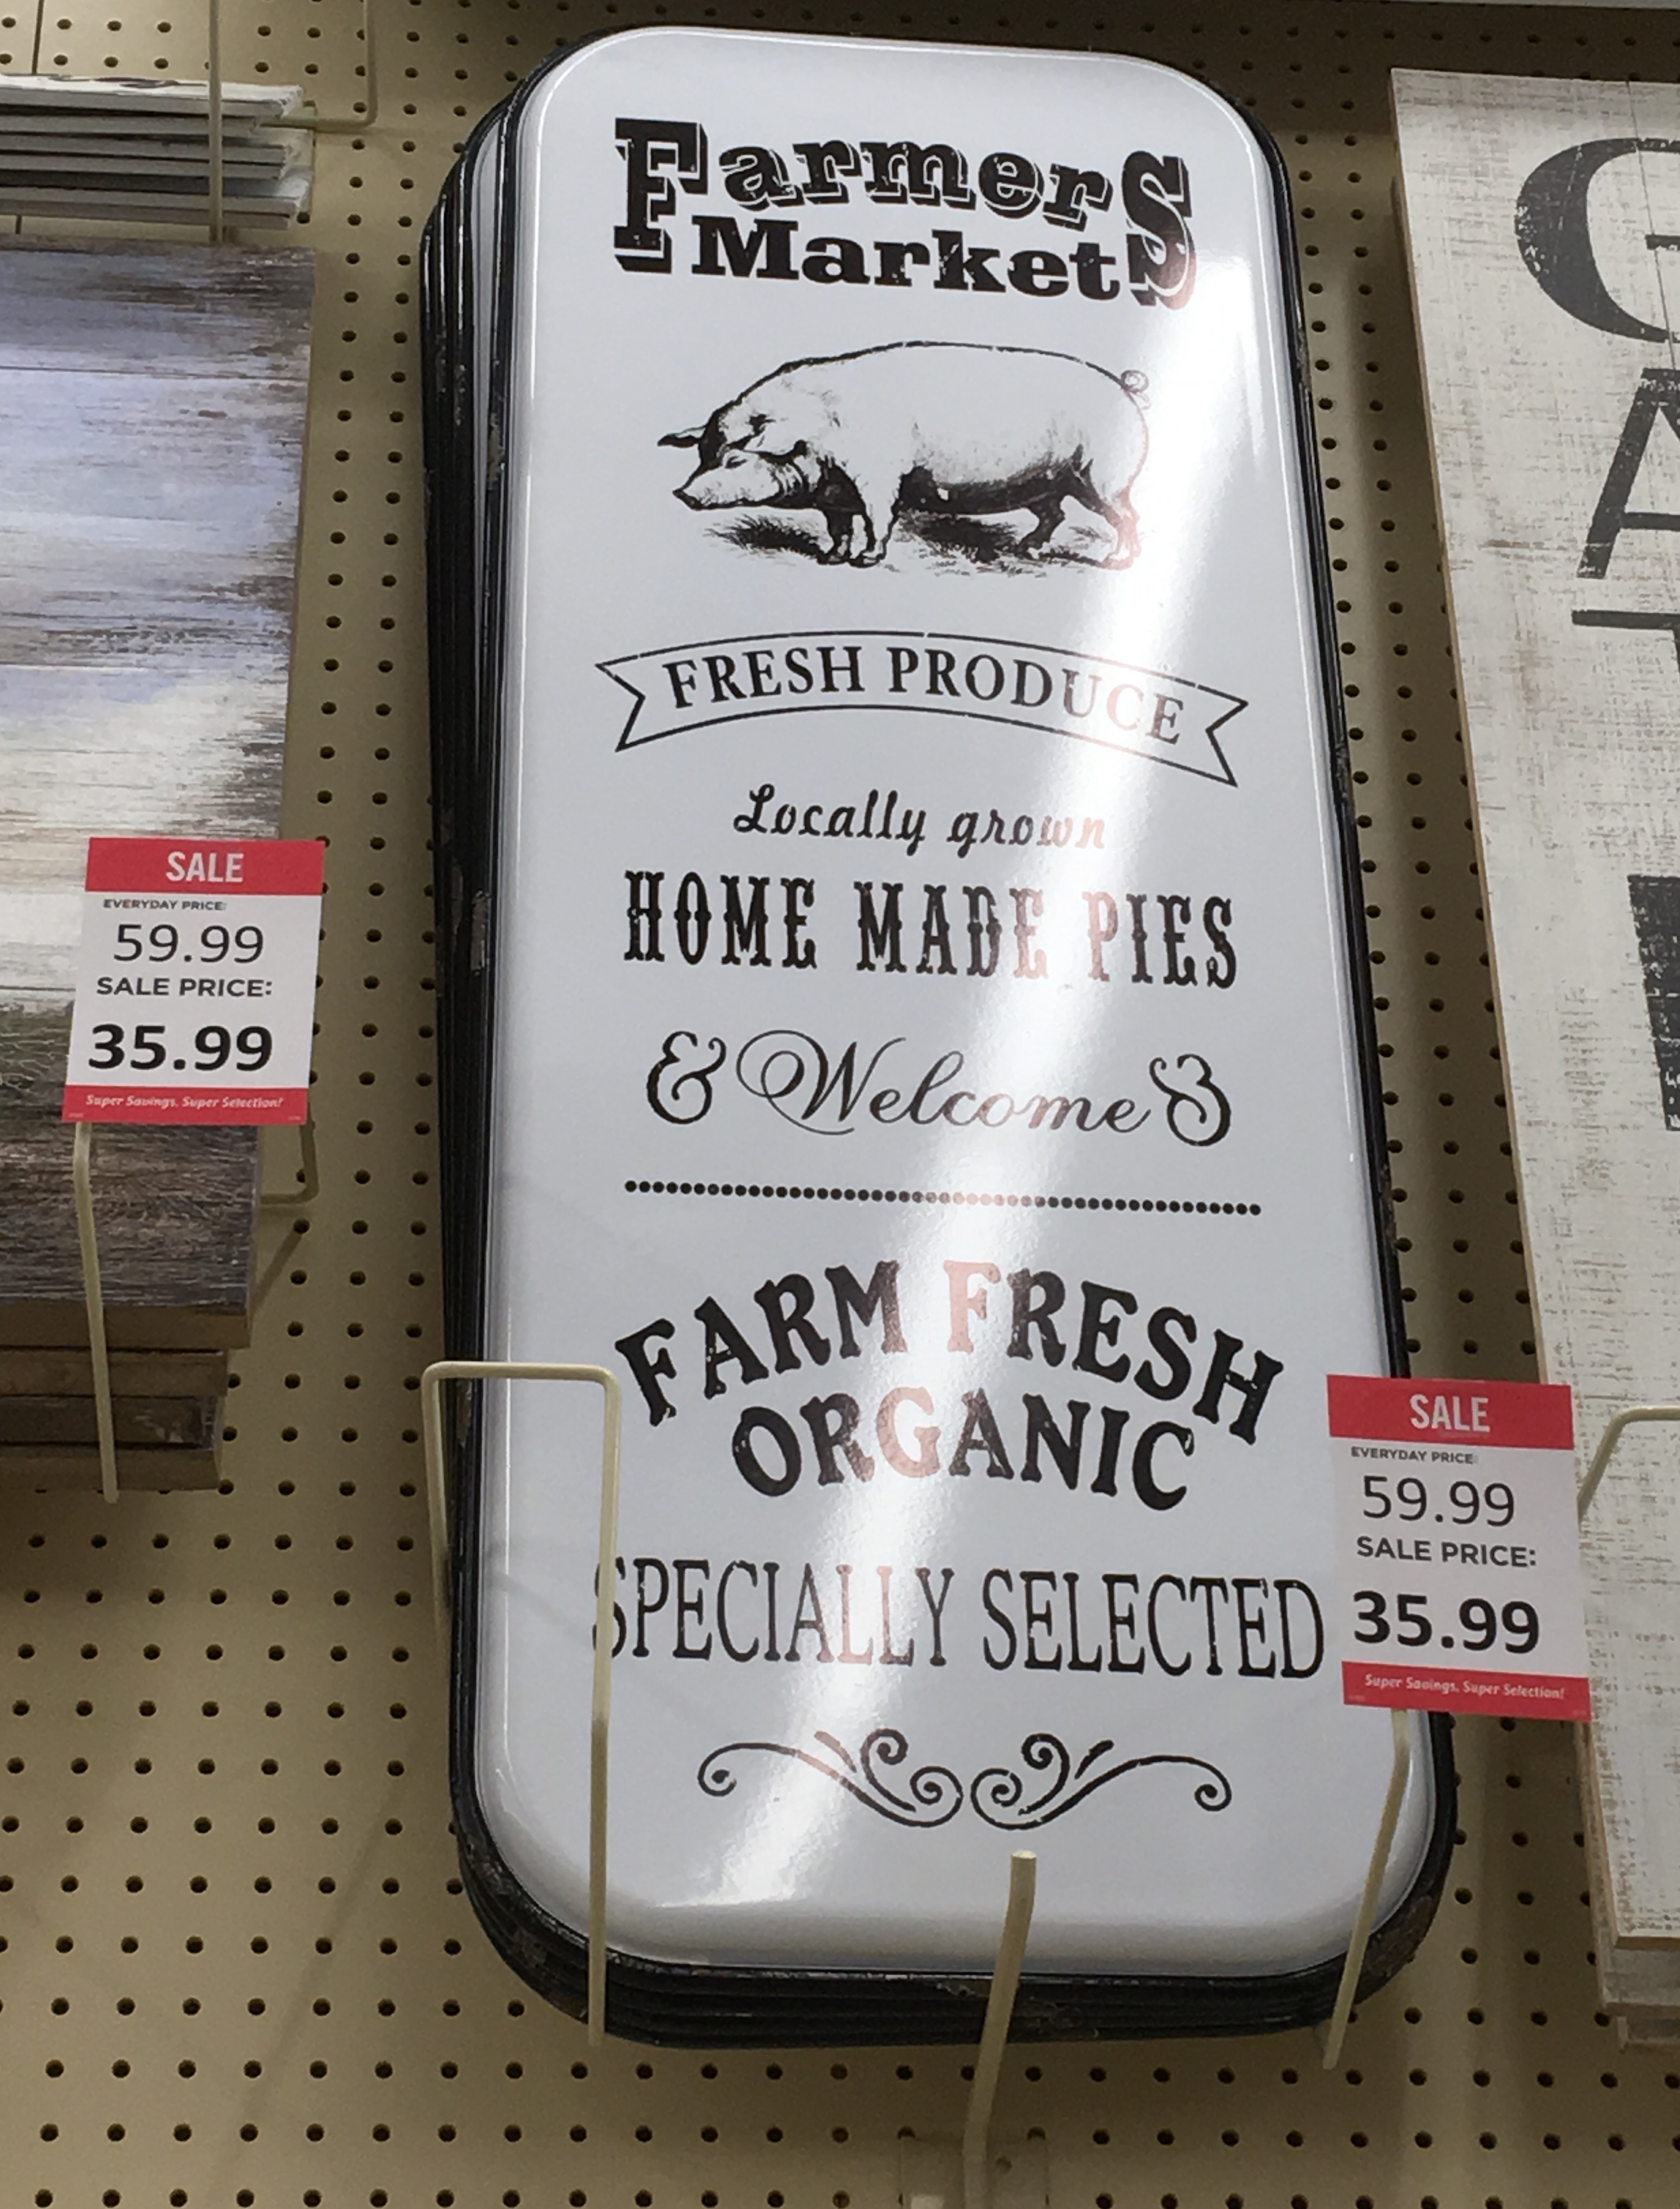 Farmers
Market
FRESH PRODUCE
Locally grown
HOME MADE PIES
& Welcome &
FARM FRESH
ORGANIC
SPECIALLY SELECTED
SALE
EVERYDAY PRICE:
59.99
SALE PRICE:
35.99
Super Savings. Super Selection!
SALE
EVERYDAY PRICE:
59.99
SALE PRICE:
35.99
Super Savings. Super Selection!
G
A
T